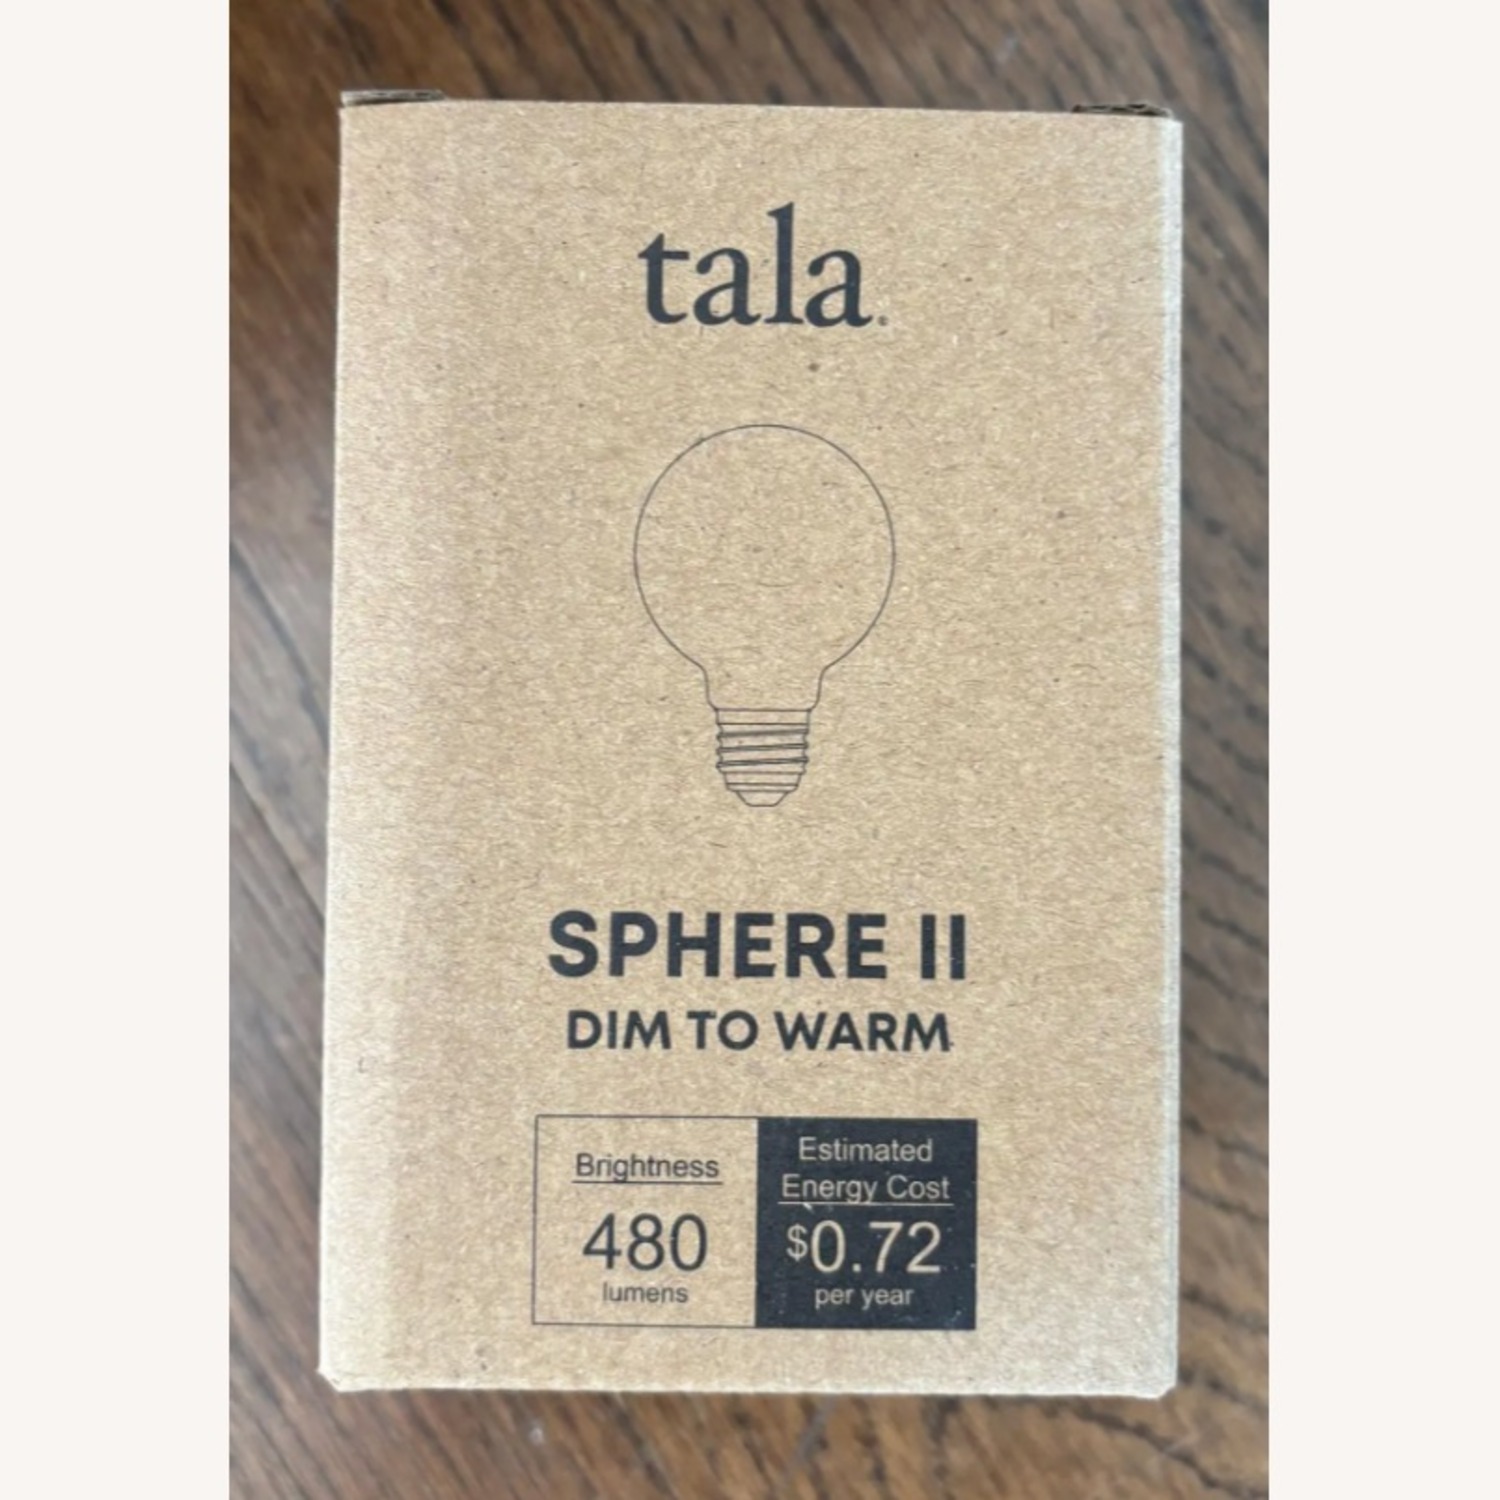 tala
SPHERE II
DIM TO WARM
Brightness
480
lumens
Estimated
Energy Cost
$0.72
per year